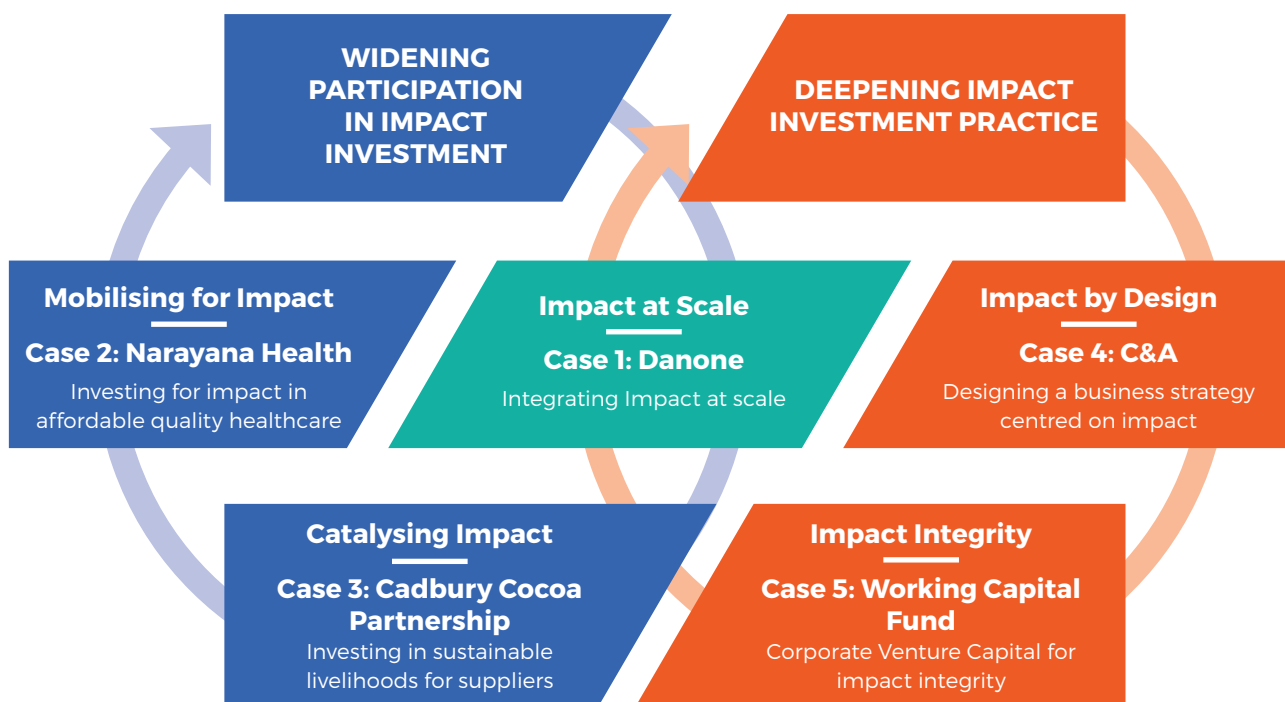 WIDENING
PARTICIPATION
IN IMPACT
INVESTMENT
DEEPENING IMPACT
INVESTMENT PRACTICE
Mobilising for Impact
Case 2: Narayana Health
Investing for impact in
affordable quality healthcare
Impact at Scale
Case 1: Danone
Integrating Impact at scale
Impact by Design
Case 4: C&A
Designing a business strategy
centred on impact
Catalysing Impact
Case 3: Cadbury Cocoa
Partnership
Investing in sustainable
livelihoods for suppliers
Impact Integrity
Case 5: Working Capital
Fund
Corporate Venture Capital for
impact integrity